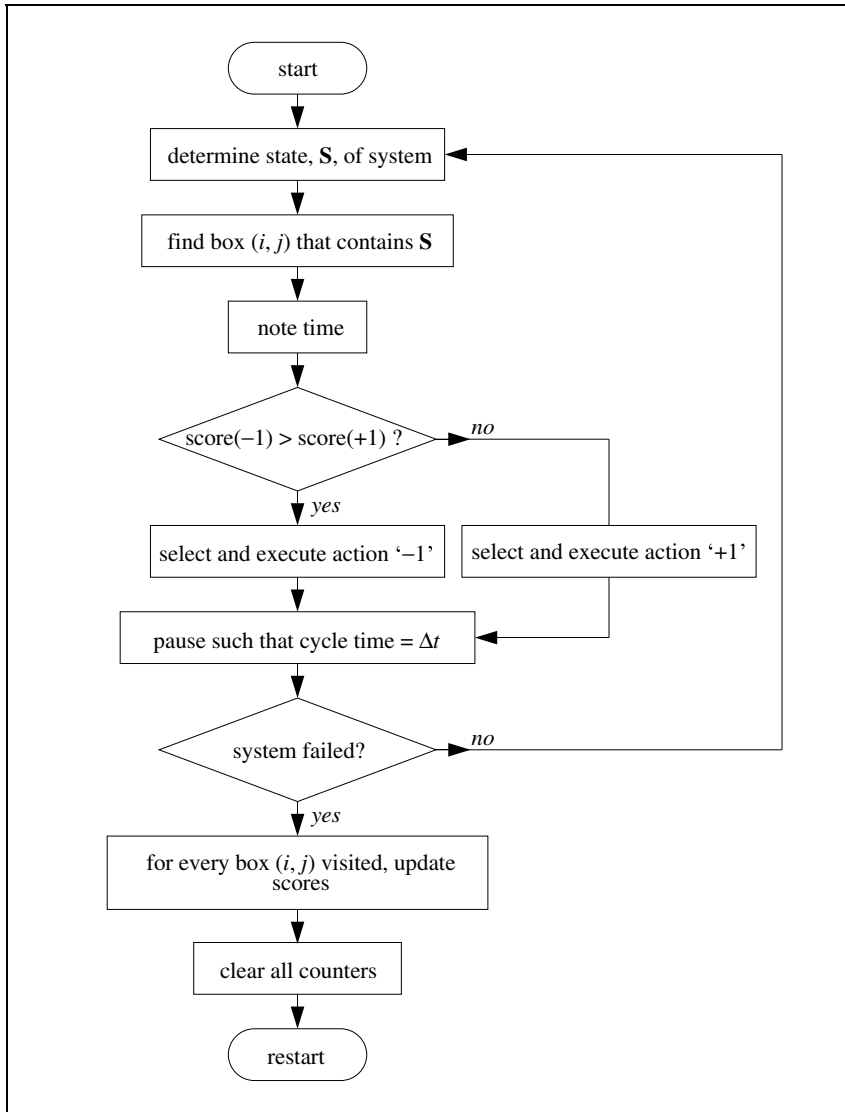 start
determine state, S, of system
find box (i, j) that contains S
note time
score(−1) > score(+1) ?
no
yes
select and execute action ‘−1’
select and execute action ‘+1’
pause such that cycle time = Δt
system failed?
no
yes
for every box (i, j) visited, update
scores
clear all counters
restart